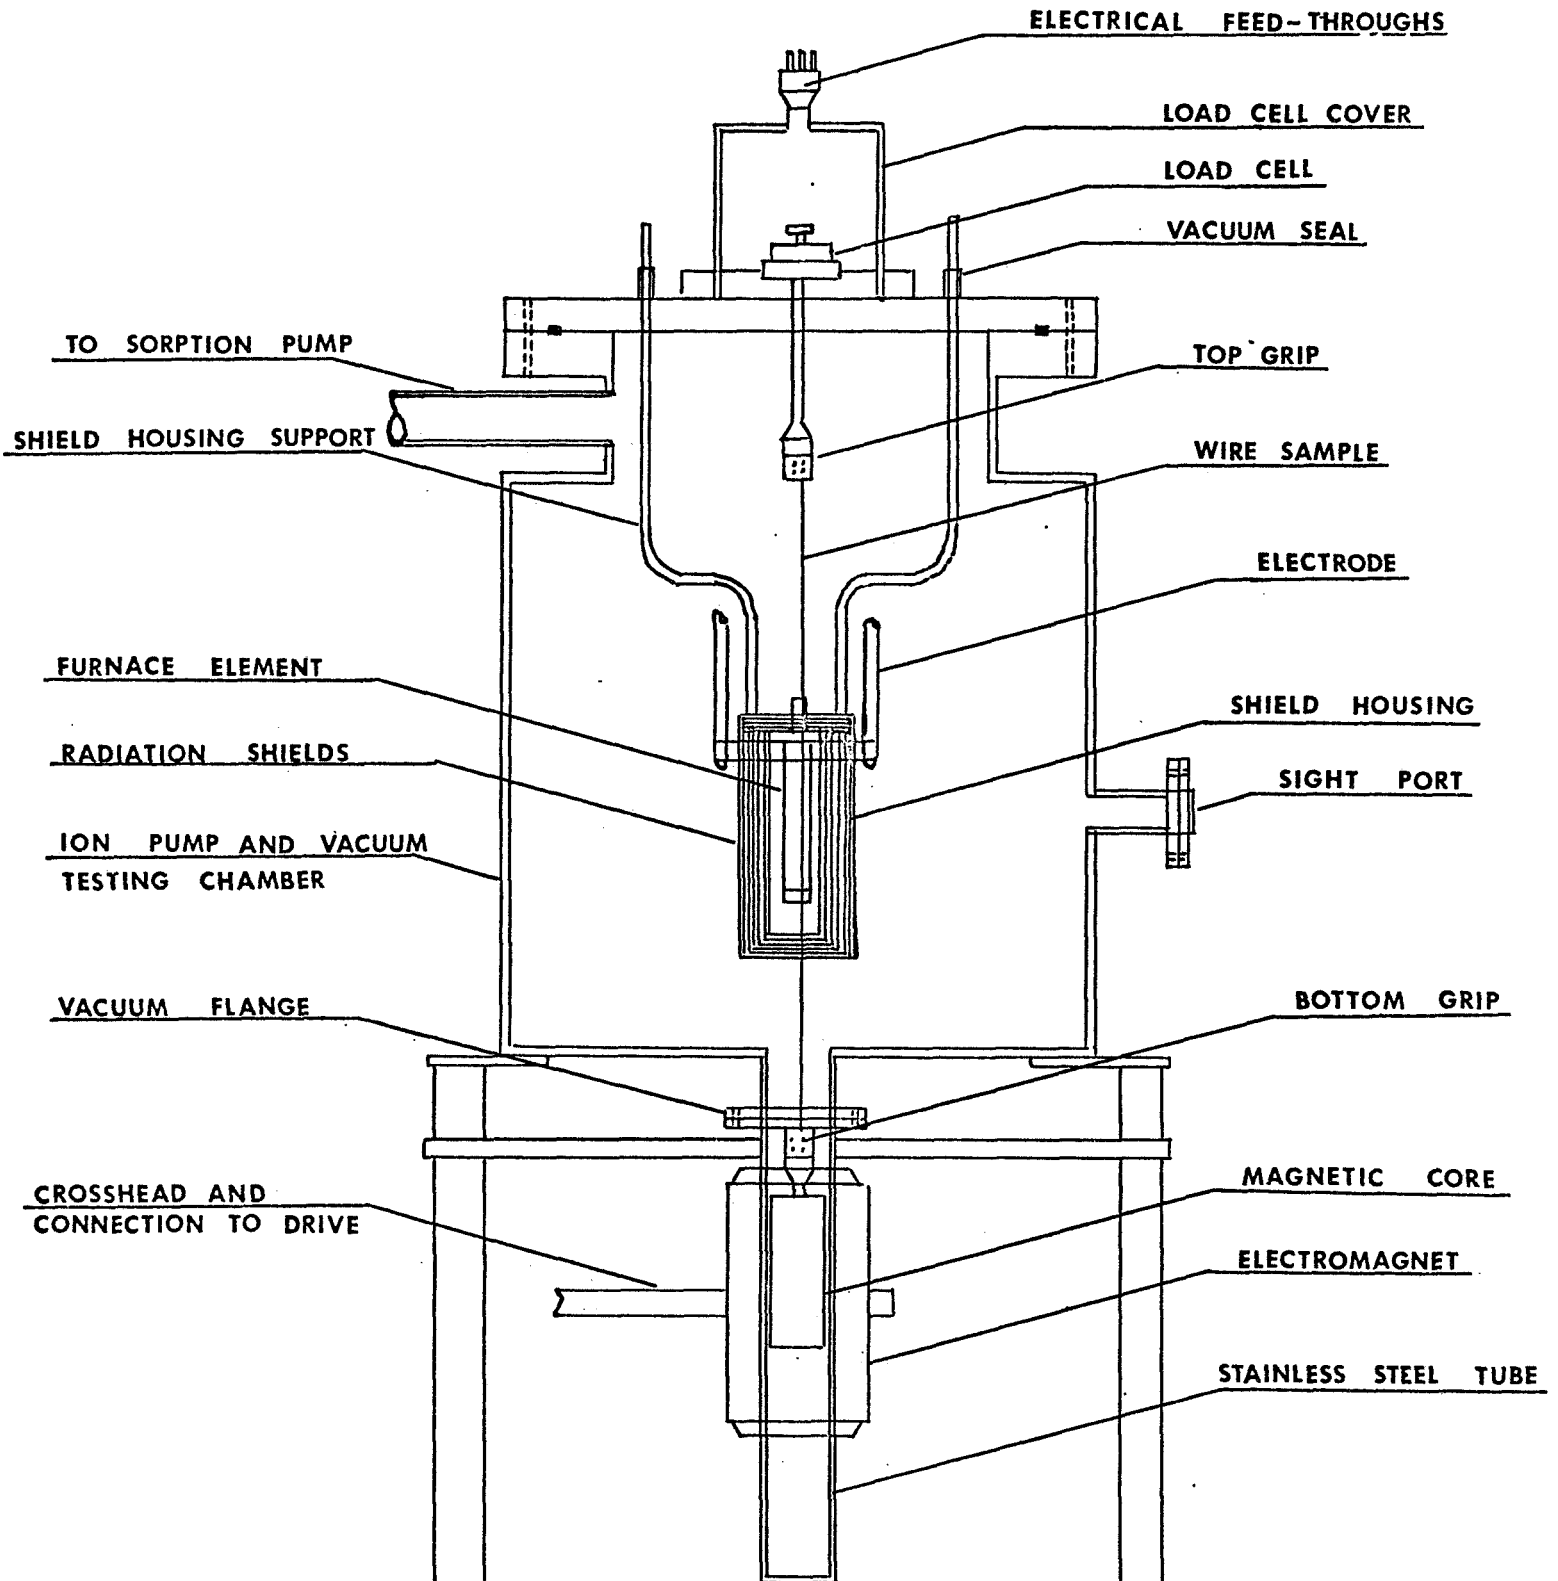 ELECTRICAL FEED-THROUGHS
LOAD CELL COVER
LOAD CELL
VACUUM SEAL
TO SORPTION PUMP
TOP GRIP
SHIELD HOUSING SUPPORT
WIRE SAMPLE
ELECTRODE
FURNACE ELEMENT
SHIELD HOUSING
RADIATION SHIELDS
SIGHT PORT
ION PUMP AND VACUUM
TESTING CHAMBER
VACUUM FLANGE
BOTTOM GRIP
MAGNETIC CORE
CROSSHEAD AND
CONNECTION TO DRIVE
ELECTROMAGNET
STAINLESS STEEL TUBE